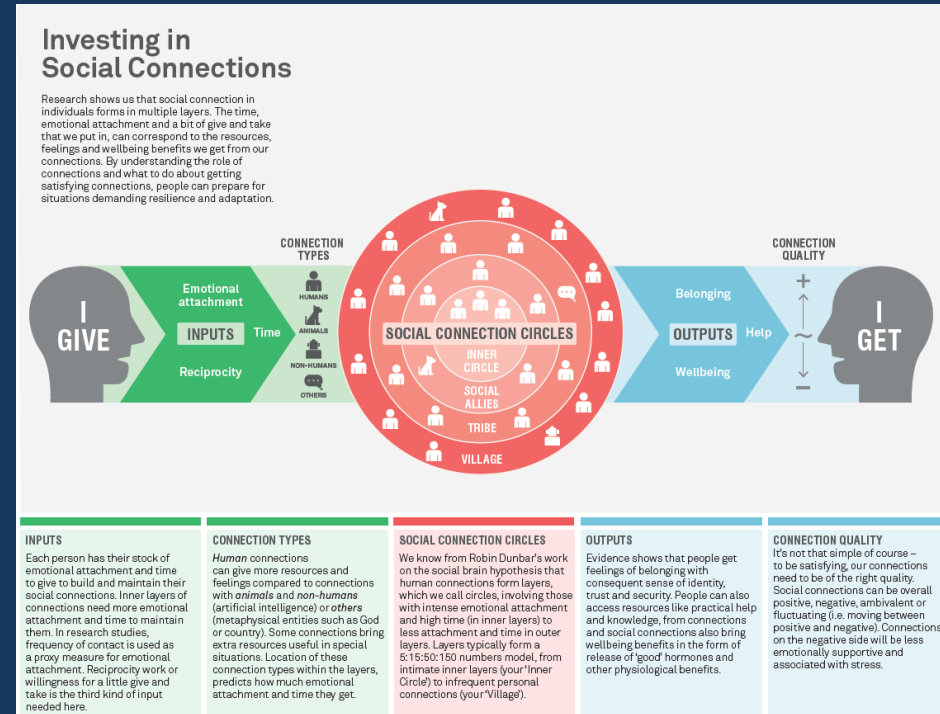 Investing in
Social Connections
Research shows us that social connection in
individuals forms in multiple layers. The time,
emotional attachment and a bit of give and take
that we put in, can correspond to the resources,
feelings and wellbeing benefits we get from our
connections. By understanding the role of
connections and what to do about getting
satisfying connections, people can prepare for
situations demanding resilience and adaptation.
I
GIVE
Emotional
attachment
INPUTS
Time
Reciprocity
CONNECTION
TYPES
HUMANS
ANIMALS
NON-HUMANS
OTHERS
SOCIAL CONNECTION CIRCLES
INNER
CIRCLE
SOCIAL
ALLIES
TRIBE
VILLAGE
Belonging
OUTPUTS
Help
Wellbeing
CONNECTION
QUALITY
+
~
−
I
GET
INPUTS
Each person has their stock of
emotional attachment and time
to give to build and maintain their
social connections. Inner layers of
connections need more emotional
attachment and time to maintain
them. In research studies,
frequency of contact is used as
a proxy measure for emotional
attachment. Reciprocity work or
willingness for a little give and
take is the third kind of input
needed here.
CONNECTION TYPES
Human connections
can give more resources and
feelings compared to connections
with animals and non-humans
(artificial intelligence) or others
(metaphysical entities such as God
or country). Some connections bring
extra resources useful in special
situations. Location of these
connection types within the layers,
predicts how much emotional
attachment and time they get.
SOCIAL CONNECTION CIRCLES
We know from Robin Dunbar's work
on the social brain hypothesis that
human connections form layers,
which we call circles, involving those
with intense emotional attachment
and high time (in inner layers) to
less attachment and time in outer
layers. Layers typically form a
5:15:50:150 numbers model, from
intimate inner layers (your 'Inner
Circle') to infrequent personal
connections (your 'Village').
OUTPUTS
Evidence shows that people get
feelings of belonging with
consequent sense of identity,
trust and security. People can also
access resources like practical help
and knowledge, from connections
and social connections also bring
wellbeing benefits in the form of
release of 'good' hormones and
other physiological benefits.
CONNECTION QUALITY
It's not that simple of course –
to be satisfying, our connections
need to be of the right quality.
Social connections can be overall
positive, negative, ambivalent or
fluctuating (i.e. moving between
positive and negative). Connections
on the negative side will be less
emotionally supportive and
associated with stress.